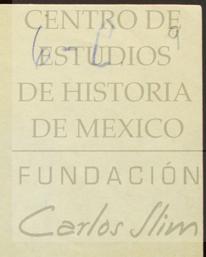 CENTRO DE
ESTUDIOS
DE HISTORIA
DE MEXICO
FUNDACIÓN
Carlos Slim